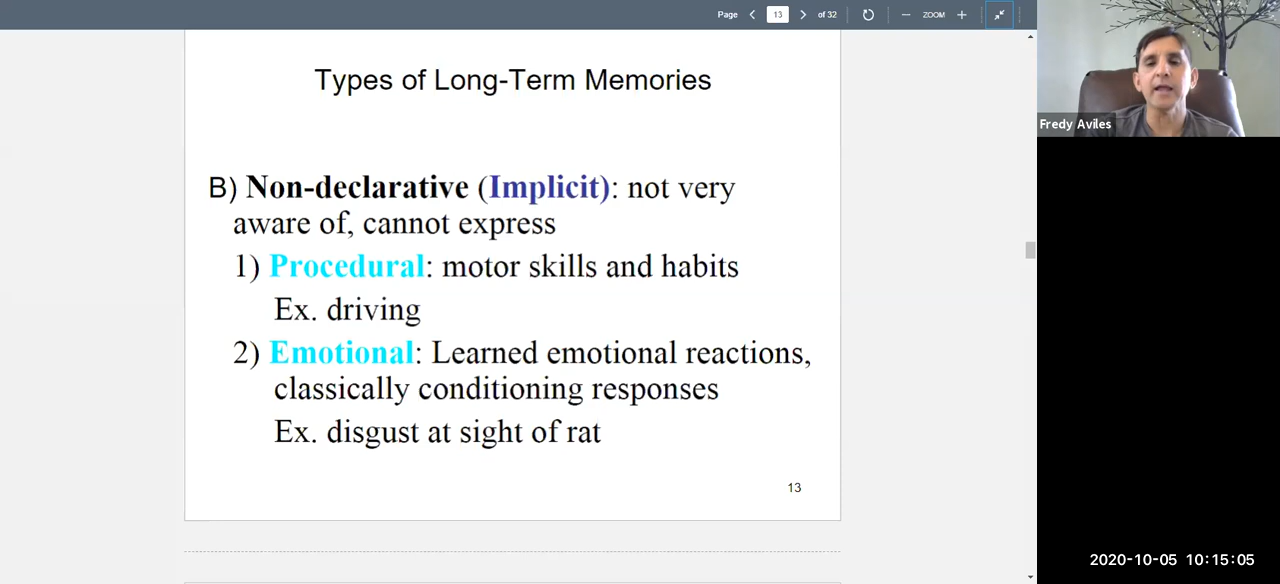 Page 13 of 32 ZOOM
Types of Long-Term Memories
Fredy Aviles
B) Non-declarative (Implicit): not very
aware of, cannot express
1) Procedural: motor skills and habits
Ex. driving
2) Emotional: Learned emotional reactions,
classically conditioning responses
Ex. disgust at sight of rat
13
2020-10-05 10:15:05